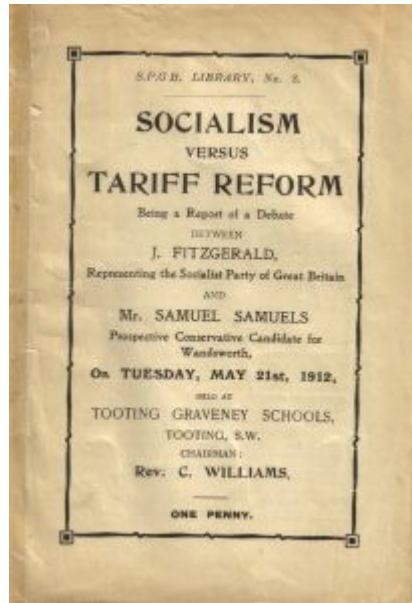 S.P.G.B. LIBRARY, No. 8.
SOCIALISM
VERSUS
TARIFF REFORM
Being a Report of a Debate
BETWEEN
J. FITZGERALD,
Representing the Socialist Party of Great Britain
AND
Mr. SAMUEL SAMUELS
Prospective Conservative Candidate for
Wandsworth,
On TUESDAY, MAY 21st, 1912,
HELD AT
TOOTING GRAVENEY SCHOOLS,
TOOTING, S.W.
CHAIRMAN:
Rev. C. WILLIAMS,
ONE PENNY.